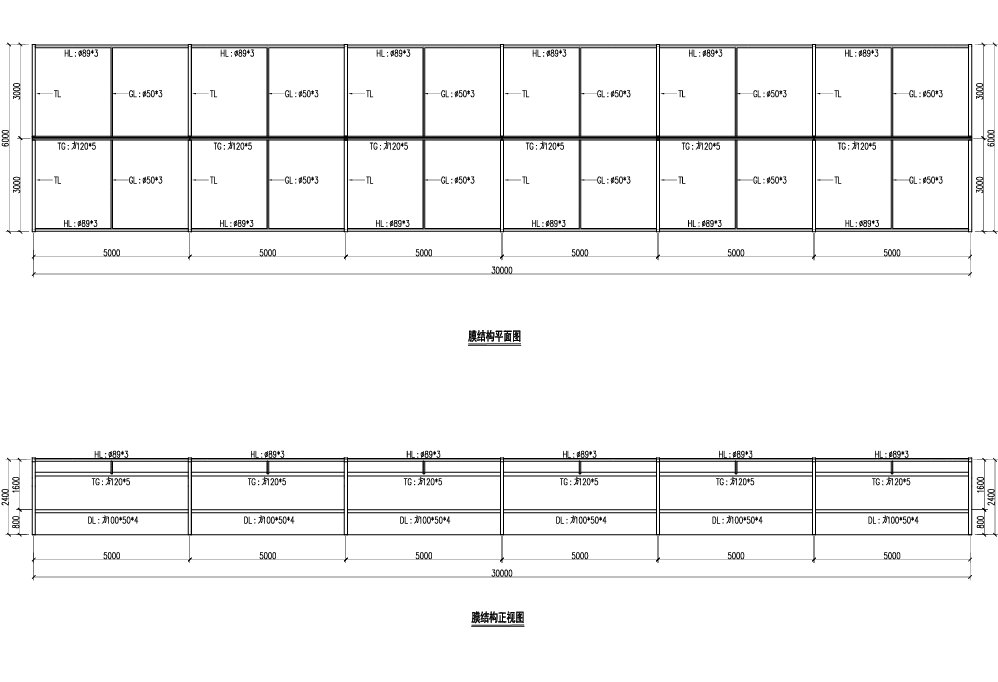 HL：ø89*3 HL：ø89*3 HL：ø89*3 HL：ø89*3 HL：ø89*3 HL：ø89*3
3000 TL GL：ø50*3 TL GL：ø50*3 TL GL：ø50*3 TL GL：ø50*3 TL GL：ø50*3 TL GL：ø50*3 3000
6000 6000
TG：方120*5 TG：方120*5 TG：方120*5 TG：方120*5 TG：方120*5 TG：方120*5
3000 TL GL：ø50*3 TL GL：ø50*3 TL GL：ø50*3 TL GL：ø50*3 TL GL：ø50*3 TL GL：ø50*3 3000
HL：ø89*3 HL：ø89*3 HL：ø89*3 HL：ø89*3 HL：ø89*3 HL：ø89*3
5000 5000 5000 5000 5000 5000
30000
膜结构平面图
HL：ø89*3 HL：ø89*3 HL：ø89*3 HL：ø89*3 HL：ø89*3 HL：ø89*3
1600 TG：方120*5 TG：方120*5 TG：方120*5 TG：方120*5 TG：方120*5 TG：方120*5 1600
2400 2400
800 DL：方100*50*4 DL：方100*50*4 DL：方100*50*4 DL：方100*50*4 DL：方100*50*4 DL：方100*50*4 800
5000 5000 5000 5000 5000 5000
30000
膜结构正视图